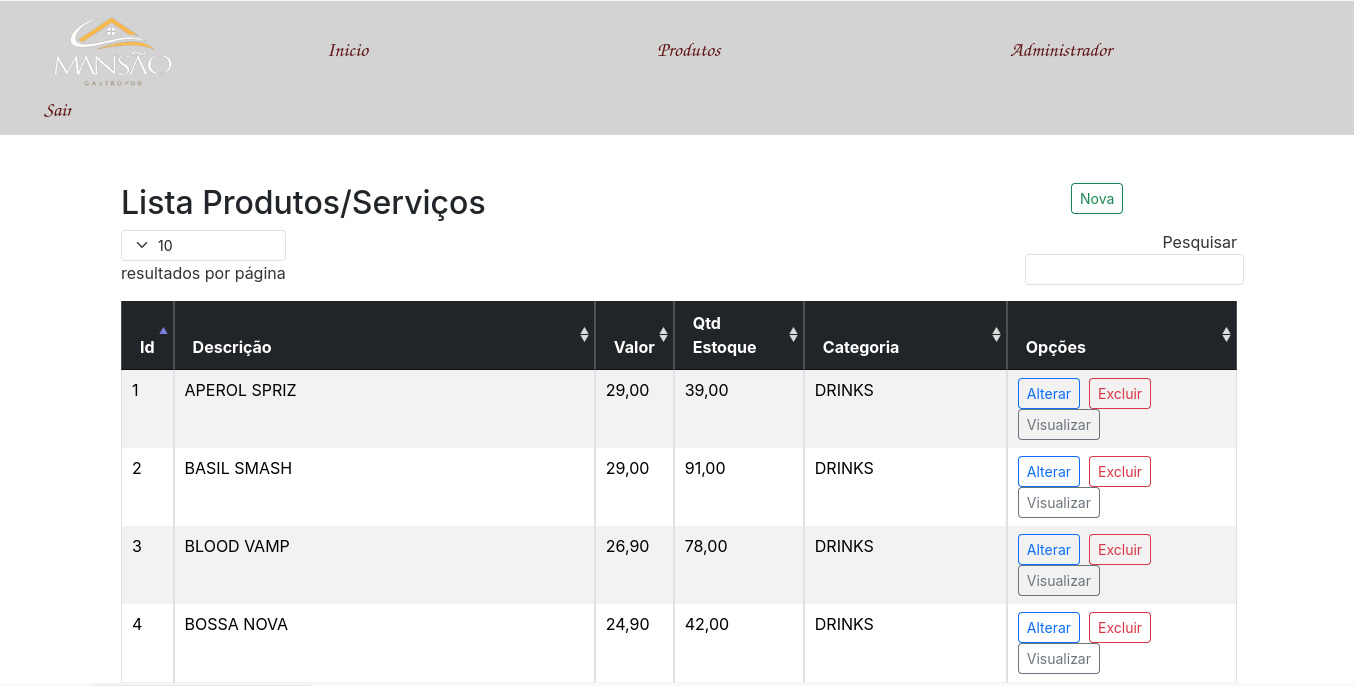 MANSÃO
GASTROPUB
Inicio
Produtos
Administrador
Sair
Lista Produtos/Serviços
Nova
10
resultados por página
Pesquisar
Id Descrição Valor Qtd Estoque Categoria Opções
1 APEROL SPRIZ 29,00 39,00 DRINKS Alterar Excluir
Visualizar
2 BASIL SMASH 29,00 91,00 DRINKS Alterar Excluir
Visualizar
3 BLOOD VAMP 26,90 78,00 DRINKS Alterar Excluir
Visualizar
4 BOSSA NOVA 24,90 42,00 DRINKS Alterar Excluir
Visualizar